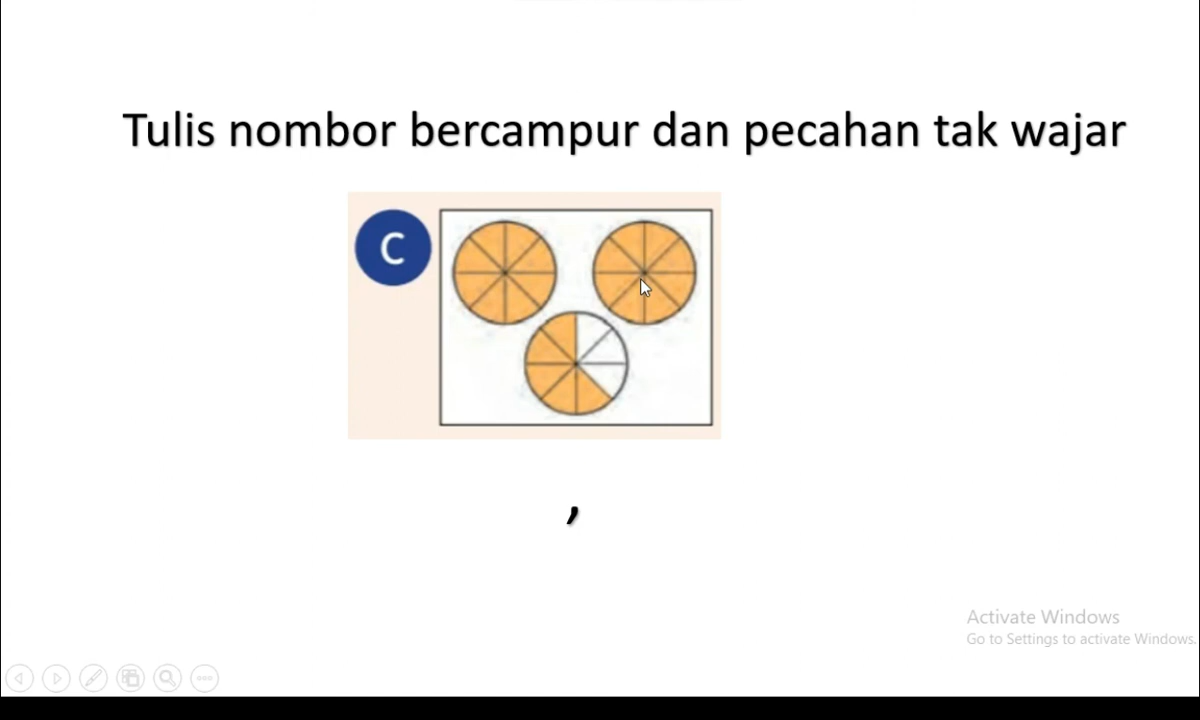 Tulis nombor bercampur dan pecahan tak wajar
C
,
Activate Windows
Go to Settings to activate Windows.